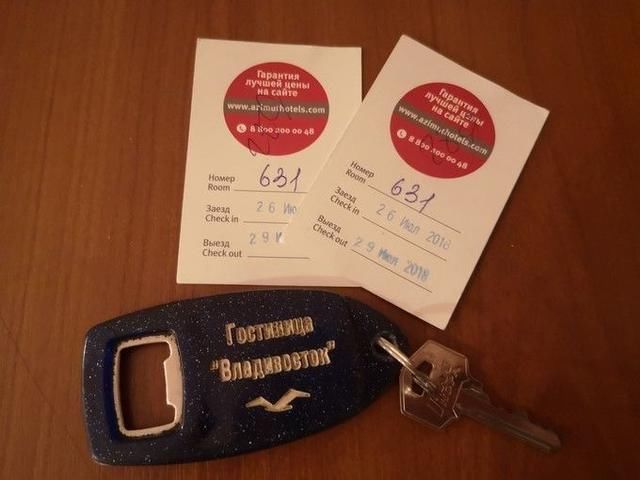 Гарантия
лучшей цены
на сайте
www.azimuthotels.com
8 800 200 00 48
Номер
Room 631
Заезд
Check in 26 Ию
Выезд
Check out 29 И
Гарантия
лучшей цены
на сайте
www.azimuthotels.com
8 800 200 00 48
Номер
Room 631
Заезд
Check in 26 Июл 2018
Выезд
Check out 29 Июл 2018
Гостиница
"Владивосток"